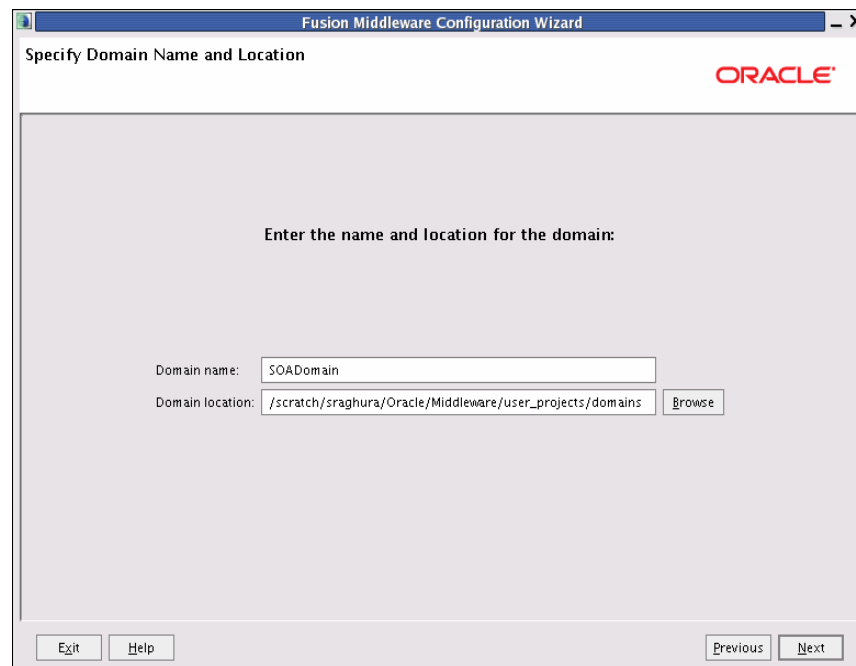 Fusion Middleware Configuration Wizard
Specify Domain Name and Location
ORACLE
Enter the name and location for the domain:
Domain name: SOADomain
Domain location: /scratch/sraghura/Oracle/Middleware/user_projects/domains Browse
Exit Help Previous Next